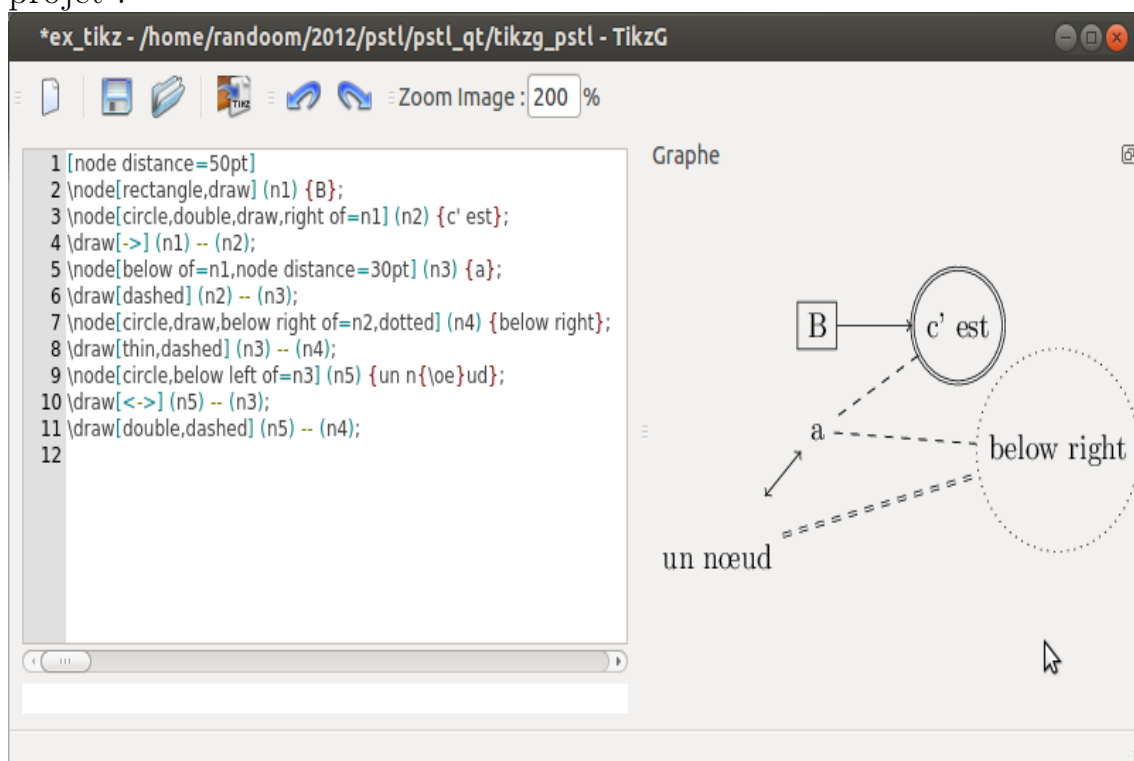 projet :
*ex_tikz - /home/randoom/2012/pstl/pstl_qt/tikzg_pstl - TikzG
TIKZ
Zoom Image : 200 %
1 [node distance=50pt]
2 \node[rectangle,draw] (n1) {B};
3 \node[circle,double,draw,right of=n1] (n2) {c' est};
4 \draw[->] (n1) -- (n2);
5 \node[below of=n1,node distance=30pt] (n3) {a};
6 \draw[dashed] (n2) -- (n3);
7 \node[circle,draw,below right of=n2,dotted] (n4) {below right};
8 \draw[thin,dashed] (n3) -- (n4);
9 \node[circle,below left of=n3] (n5) {un n{\oe}ud};
10 \draw[<->] (n5) -- (n3);
11 \draw[double,dashed] (n5) -- (n4);
12
Graphe
B
c' est
a
below right
un nœud